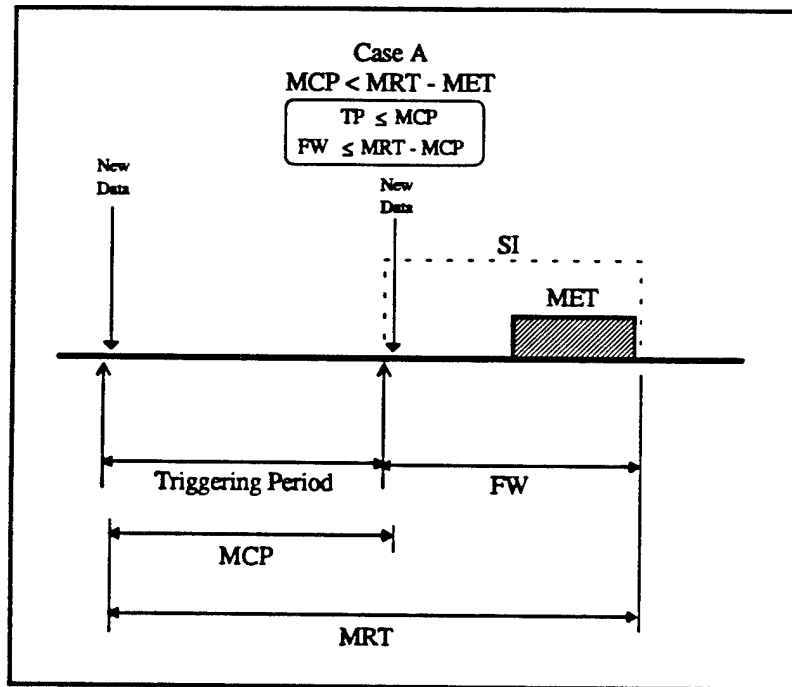 Case A
MCP < MRT - MET
TP ≤ MCP
FW ≤ MRT - MCP
New
Data
New
Data
SI
MET
Triggering Period
FW
MCP
MRT